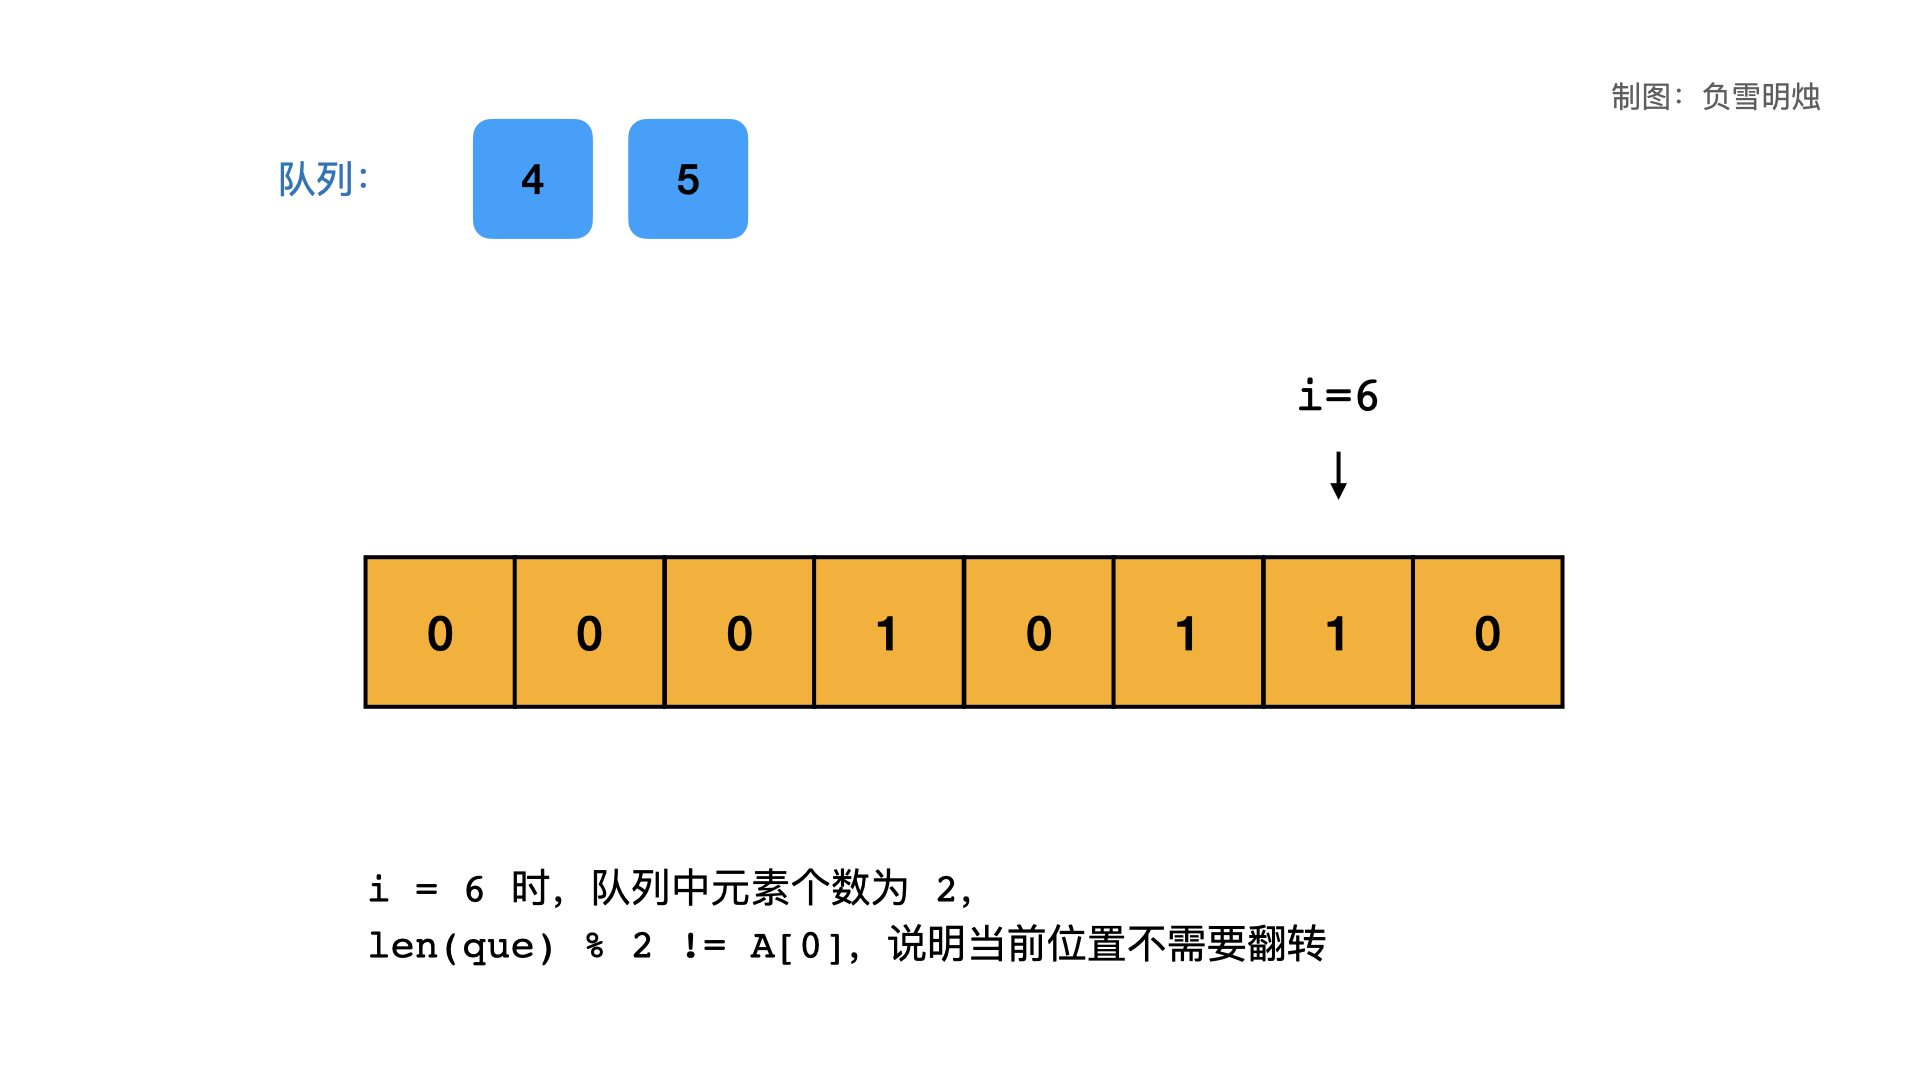 制图：负雪明烛
队列：
4 5
i=6
0 0 0 1 0 1 1 0
i = 6 时，队列中元素个数为 2，
len(que) % 2 != A[0]，说明当前位置不需要翻转